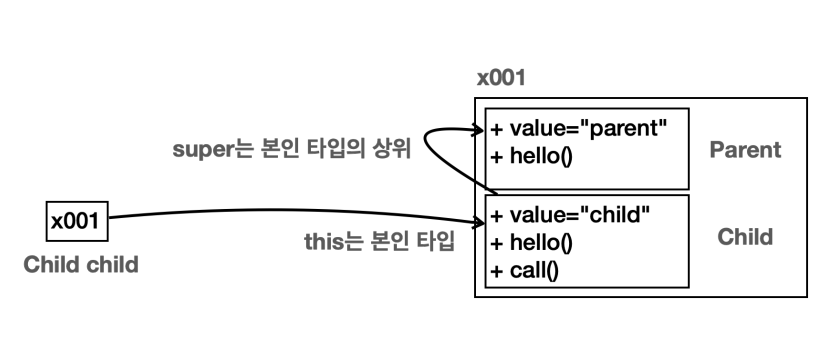 x001
+ value="parent"
+ hello()
Parent
super는 본인 타입의 상위
x001
Child child
this는 본인 타입
+ value="child"
+ hello()
+ call()
Child